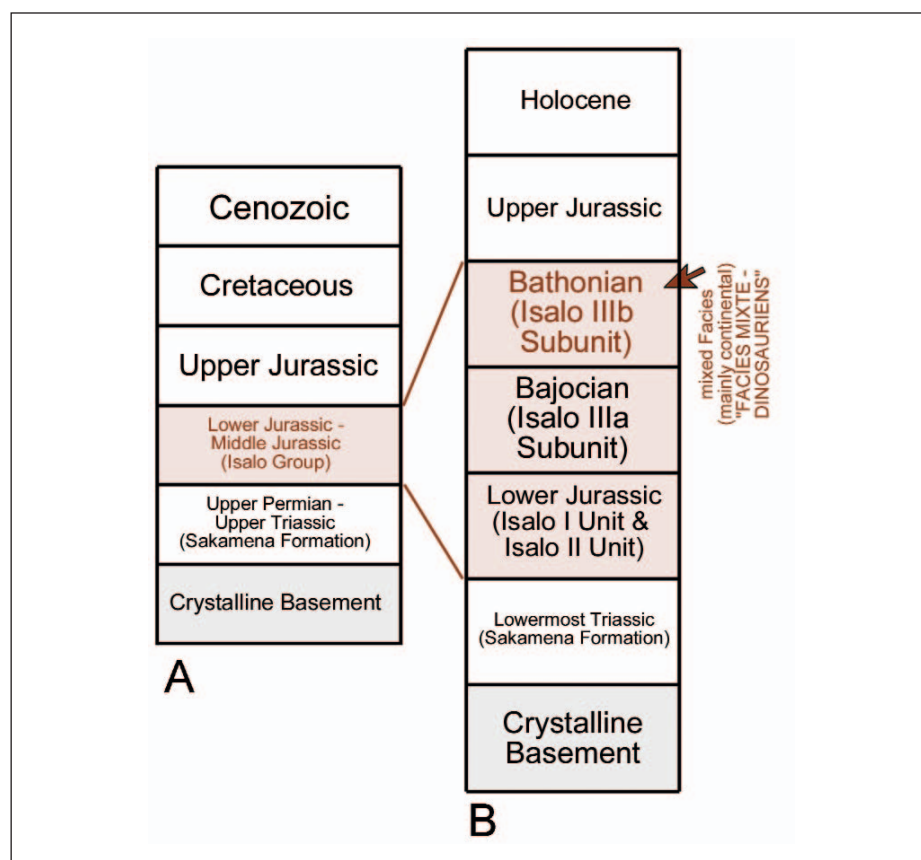 Cenozoic
Cretaceous
Upper Jurassic
Lower Jurassic -
Middle Jurassic
(Isalo Group)
Upper Permian -
Upper Triassic
(Sakamena Formation)
Crystalline Basement
A
Holocene
Upper Jurassic
Bathonian
(Isalo IIIb
Subunit)
Bajocian
(Isalo IIIa
Subunit)
Lower Jurassic
(Isalo I Unit &
Isalo II Unit)
Lowermost Triassic
(Sakamena Formation)
Crystalline
Basement
B
mixed Facies
(mainly continental)
"FACÍES MIXTE -
DINOSAURIENS"